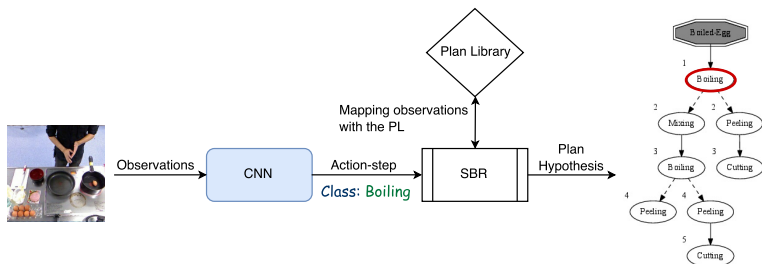 Observations
CNN
Action-step
Class: Boiling
Plan Library
Mapping observations
with the PL
SBR
Plan
Hypothesis
Boiled-Egg
1
Boiling
2
Mixing
2
Peeling
3
Boiling
3
Cutting
4
Peeling
4
Peeling
5
Cutting